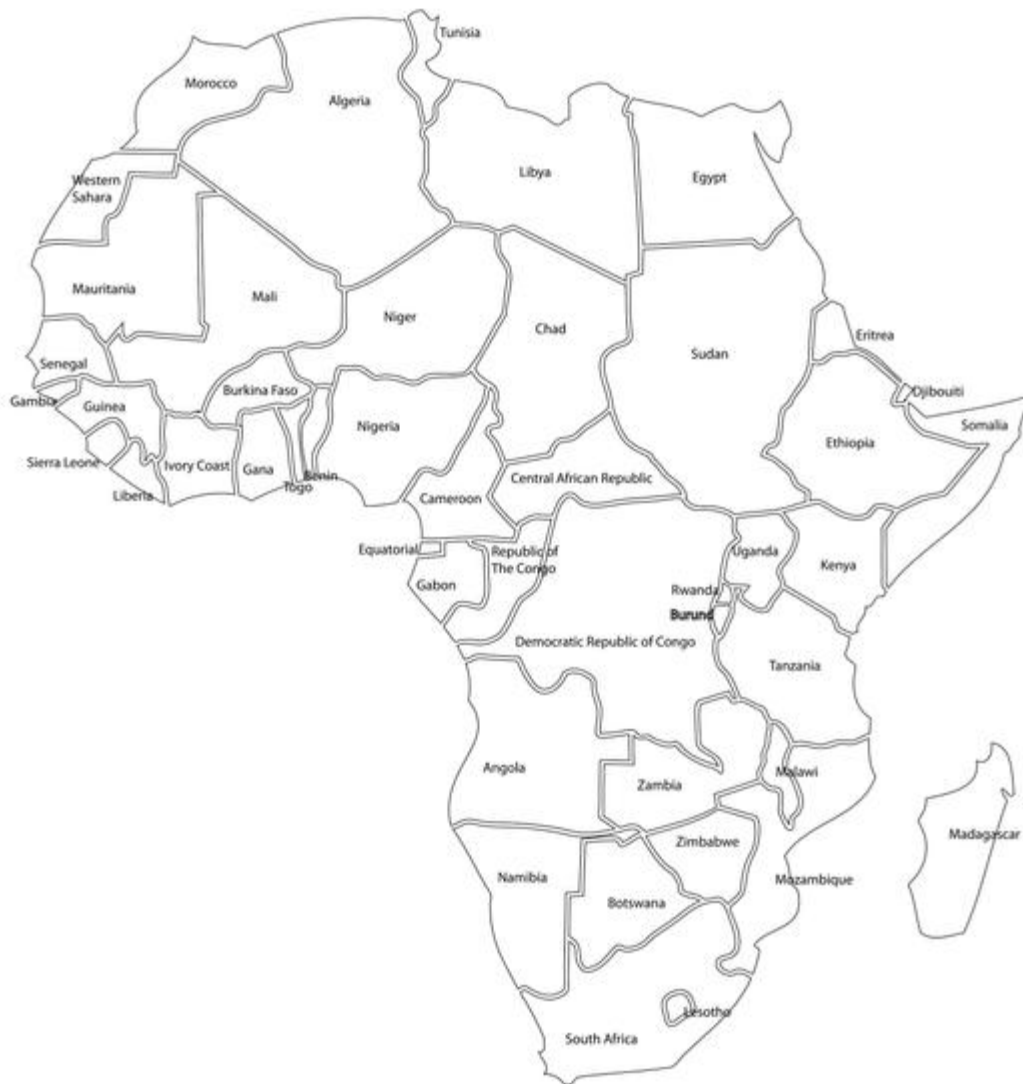 Tunisia
Morocco
Algeria
Libya
Egypt
Western
Sahara
Mauritania
Mali
Niger
Chad
Sudan
Eritrea
Senegal
Gambia
Guinea
Burkina Faso
Djibouiti
Somalia
Nigeria
Ethiopia
Sierra Leone
Ivory Coast
Gana
Benin
Togo
Liberia
Cameroon
Central African Republic
Equatorial
Republic of
The Congo
Gabon
Uganda
Kenya
Rwanda
Burund
Democratic Republic of Congo
Tanzania
Angola
Zambia
Malawi
Madagascar
Zimbabwe
Namibia
Mozambique
Botswana
Lesotho
South Africa